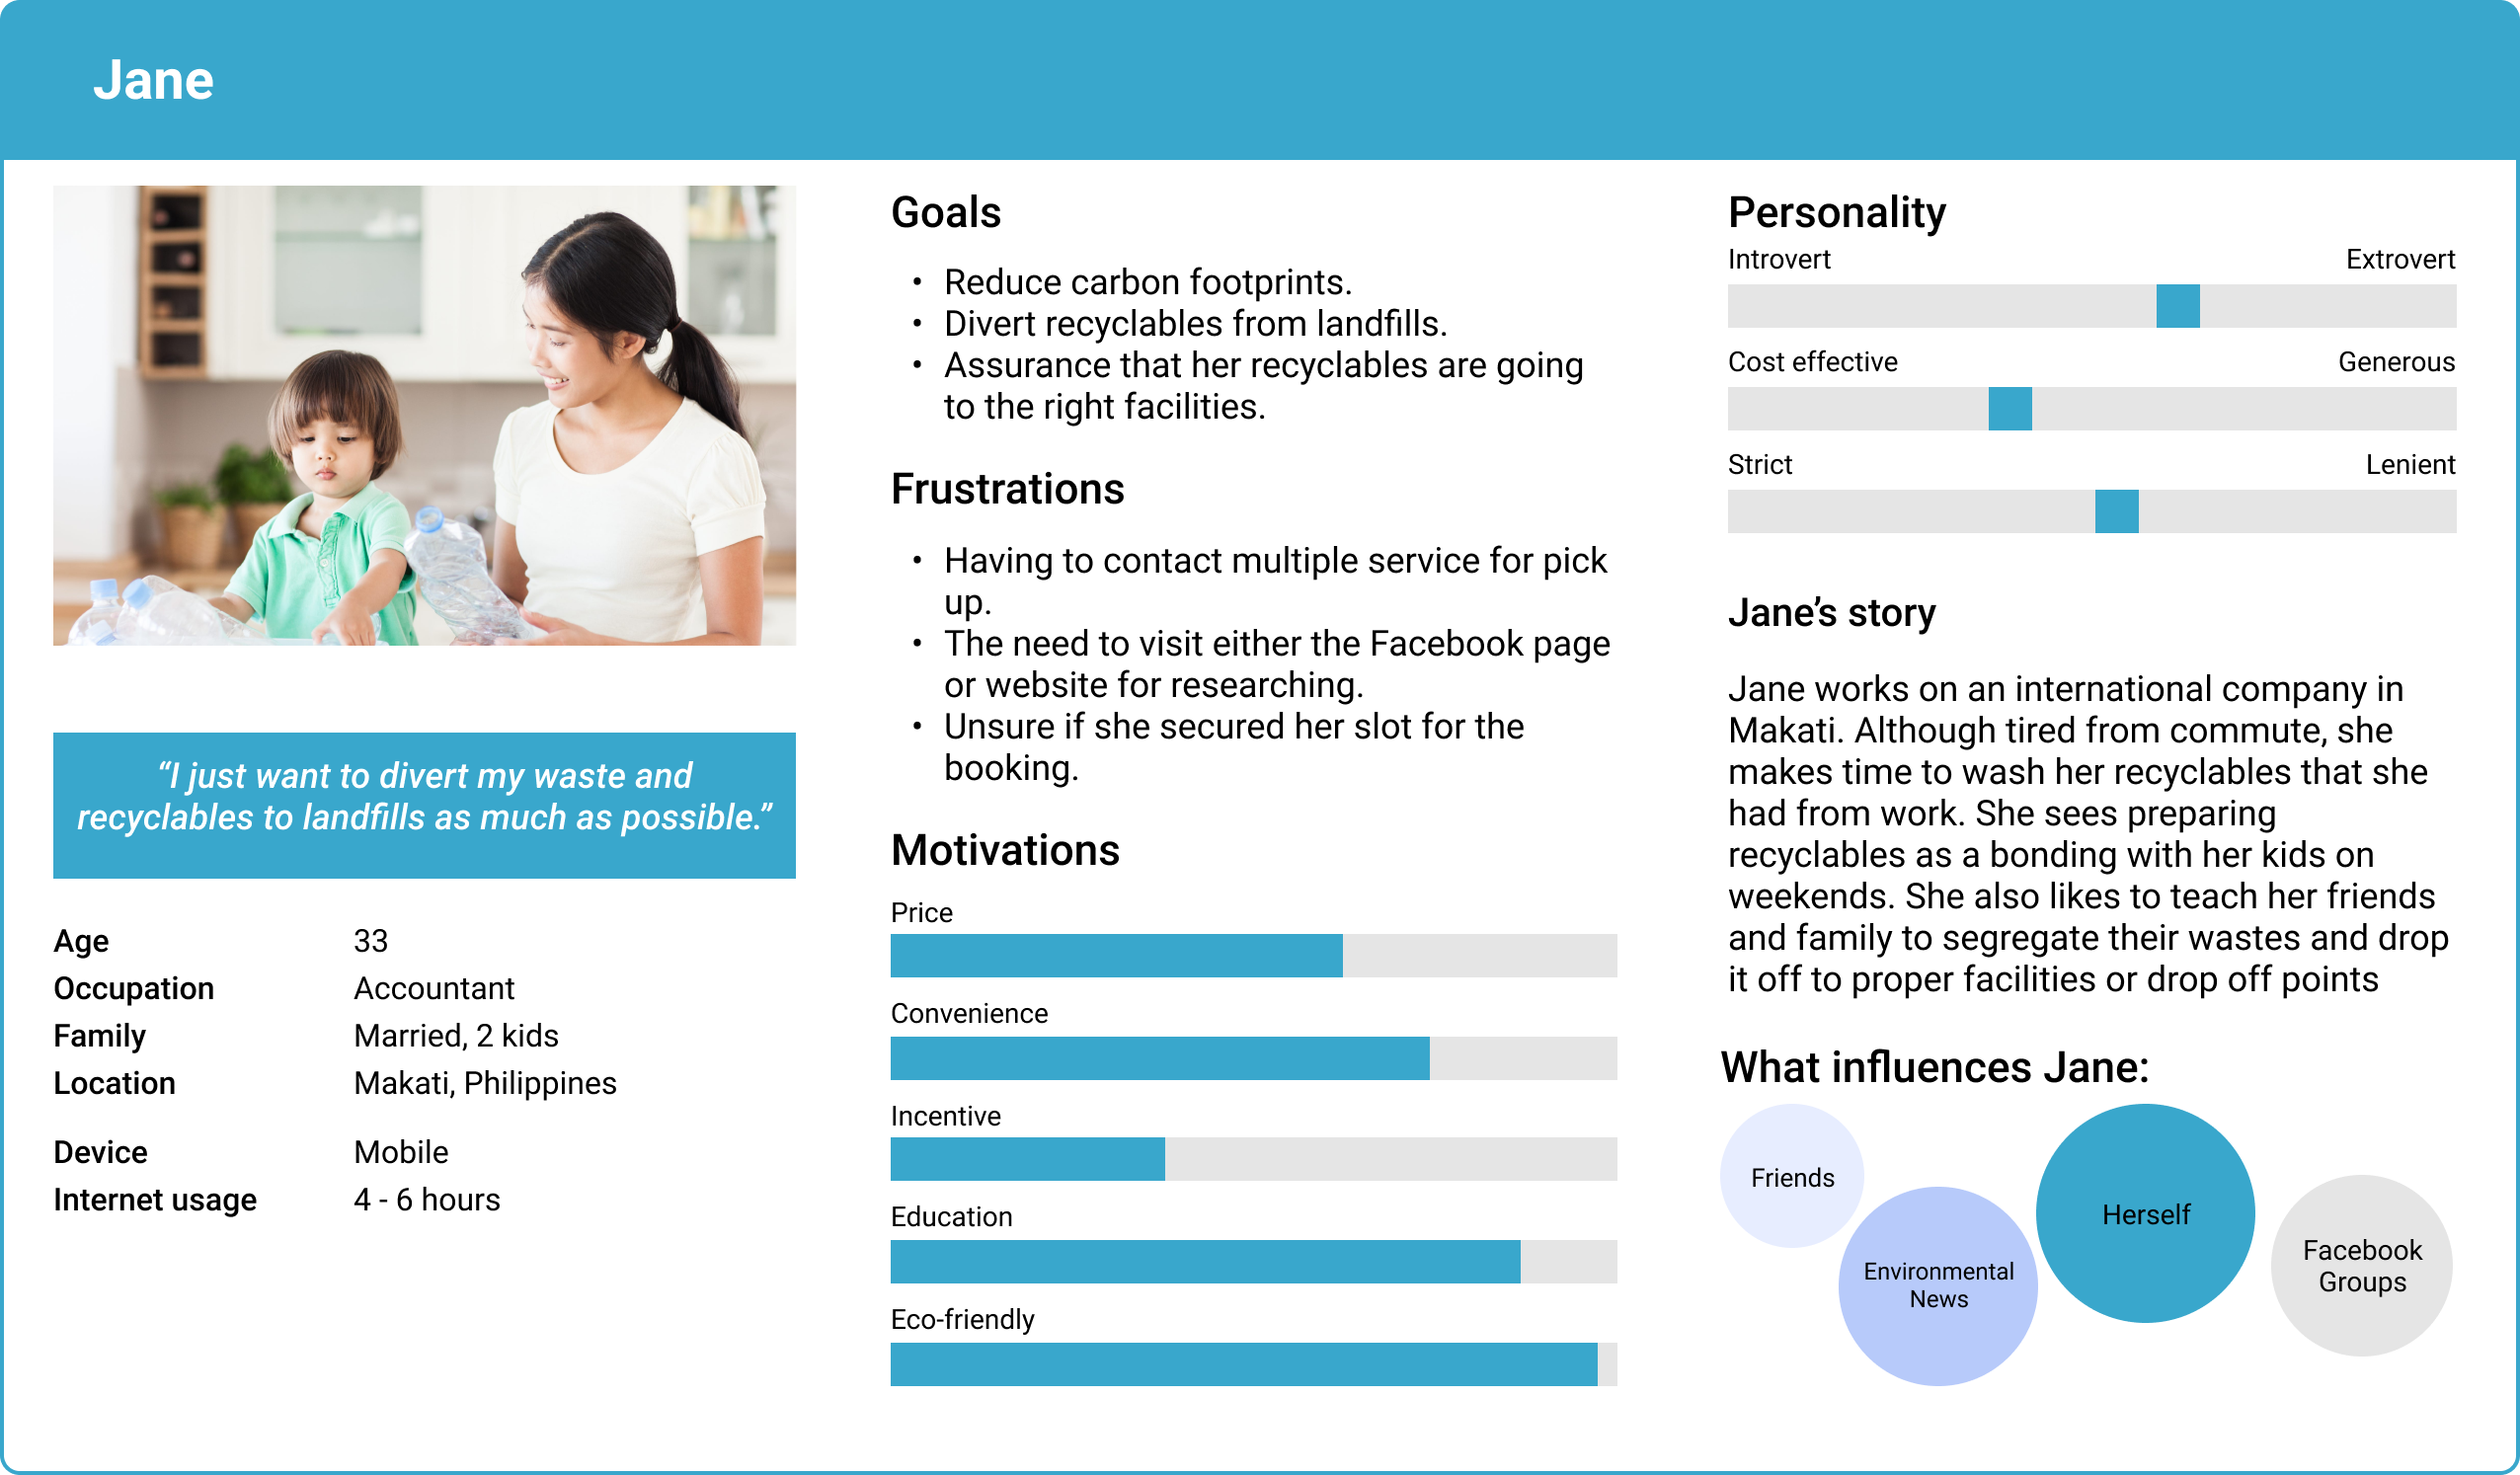 Jane
“I just want to divert my waste and
recyclables to landfills as much as possible.”
Age 33
Occupation Accountant
Family Married, 2 kids
Location Makati, Philippines
Device Mobile
Internet usage 4 - 6 hours
Goals
• Reduce carbon footprints.
• Divert recyclables from landfills.
• Assurance that her recyclables are going
to the right facilities.
Frustrations
• Having to contact multiple service for pick
up.
• The need to visit either the Facebook page
or website for researching.
• Unsure if she secured her slot for the
booking.
Motivations
Price
Convenience
Incentive
Education
Eco-friendly
Personality
Introvert Extrovert
Cost effective Generous
Strict Lenient
Jane’s story
Jane works on an international company in
Makati. Although tired from commute, she
makes time to wash her recyclables that she
had from work. She sees preparing
recyclables as a bonding with her kids on
weekends. She also likes to teach her friends
and family to segregate their wastes and drop
it off to proper facilities or drop off points
What influences Jane:
Friends
Environmental
News
Herself
Facebook
Groups